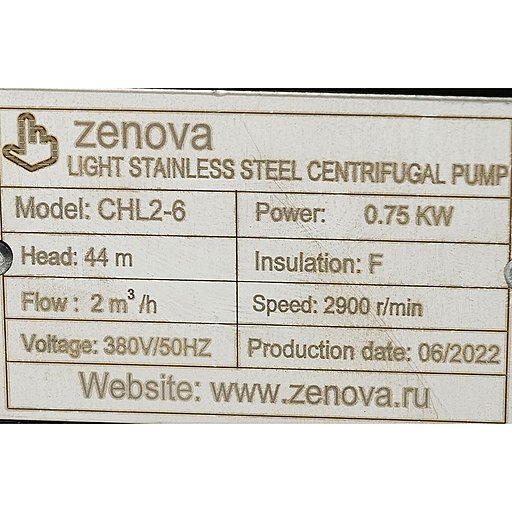 zenova
LIGHT STAINLESS STEEL CENTRIFUGAL PUMP
Model: CHL2-6 Power: 0.75 KW
Head: 44 m Insulation: F
Flow : 2 m³/h Speed: 2900 r/min
Voltage: 380V/50HZ Production date: 06/2022
Website: www.zenova.ru